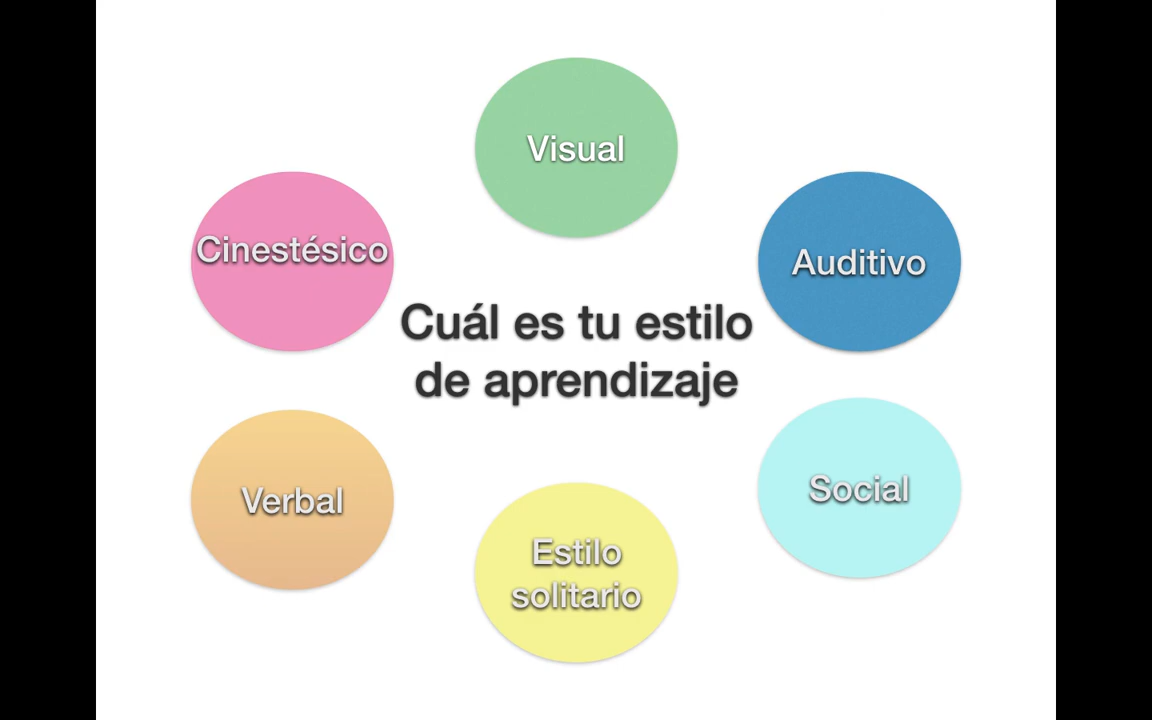 Visual
Cinestésico
Auditivo
Cuál es tu estilo
de aprendizaje
Verbal
Social
Estilo
solitario